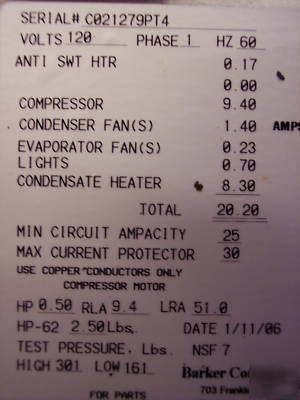 SERIAL# C021279PT4
VOLTS 120 PHASE 1 HZ 60
ANTI SWT HTR 0.17
0.00
COMPRESSOR 9.40
CONDENSER FAN(S) 1.40 AMPS
EVAPORATOR FAN(S) 0.23
LIGHTS 0.70
CONDENSATE HEATER 8.30
TOTAL 20.20
MIN CIRCUIT AMPACITY 25
MAX CURRENT PROTECTOR 30
USE COPPER CONDUCTORS ONLY
COMPRESSOR MOTOR
HP 0.50 RLA 9.4 LRA 51.0
HP-62 2.50 Lbs. DATE 1/11/06
TEST PRESSURE, Lbs. NSF 7
HIGH 301 LOW 161 Barker
703
FOR PARTS